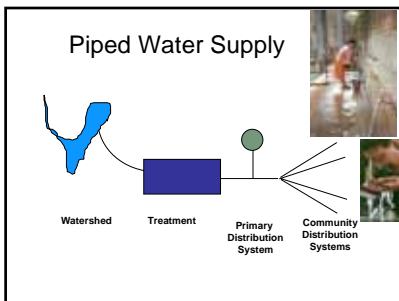 Piped Water Supply
Watershed
Treatment
Primary
Distribution
System
Community
Distribution
Systems